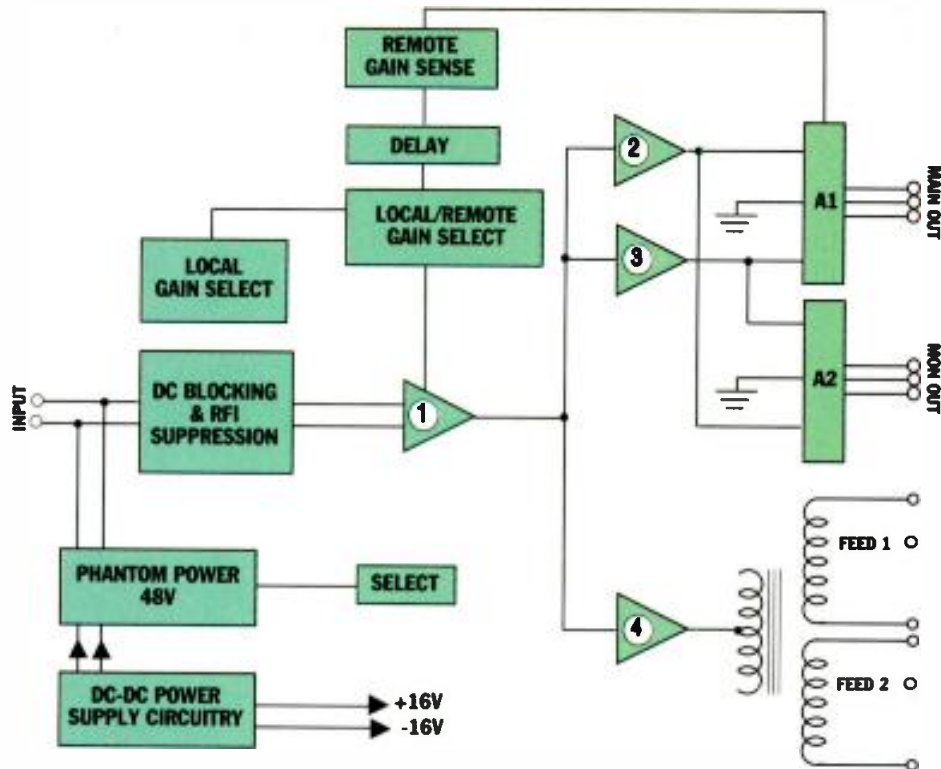 REMOTE
GAIN SENSE
DELAY
LOCAL/REMOTE
GAIN SELECT
LOCAL
GAIN SELECT
INPUT
DC BLOCKING
& RFI
SUPPRESSION
1
2
3
A1
MAIN OUT
A2
MON OUT
PHANTOM POWER
48V
SELECT
4
FEED 1
FEED 2
DC-DC POWER
SUPPLY CIRCUITRY
+16V
-16V